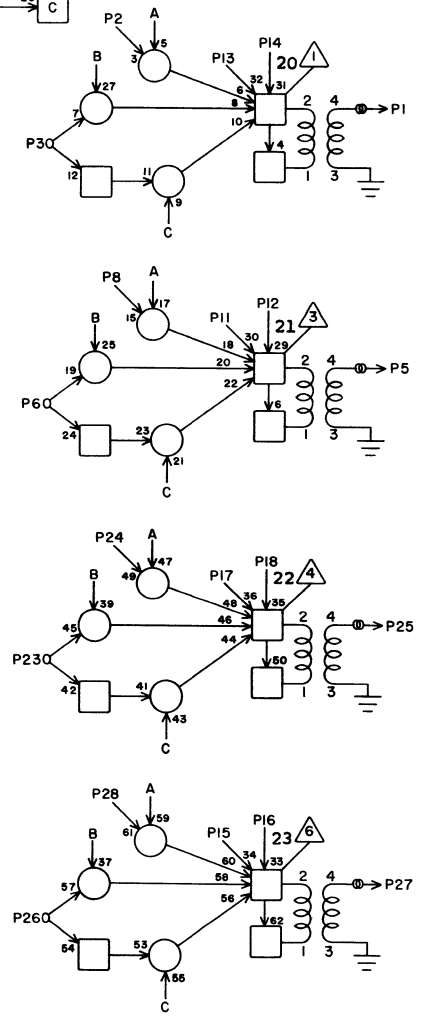 C
P2 A
3 5
P13 P14 20 1
B 27
6 32 31
7 8 2 4 P1
P3 10
4
12 11 9
1 3
C
P8 A
15 17
P11 P12 21 3
B 25
18 30 29
19 20 2 4 P5
P6 22
6
24 23 21
1 3
C
P24 A
49 47
P17 P18 22 4
B 39
48 36 35
45 46 2 4 P25
P23 44
50
42 41 43
1 3
C
P28 A
61 59
P15 P16 23 6
B 37
60 34 33
57 58 2 4 P27
P26 56
62
54 53 55
1 3
C